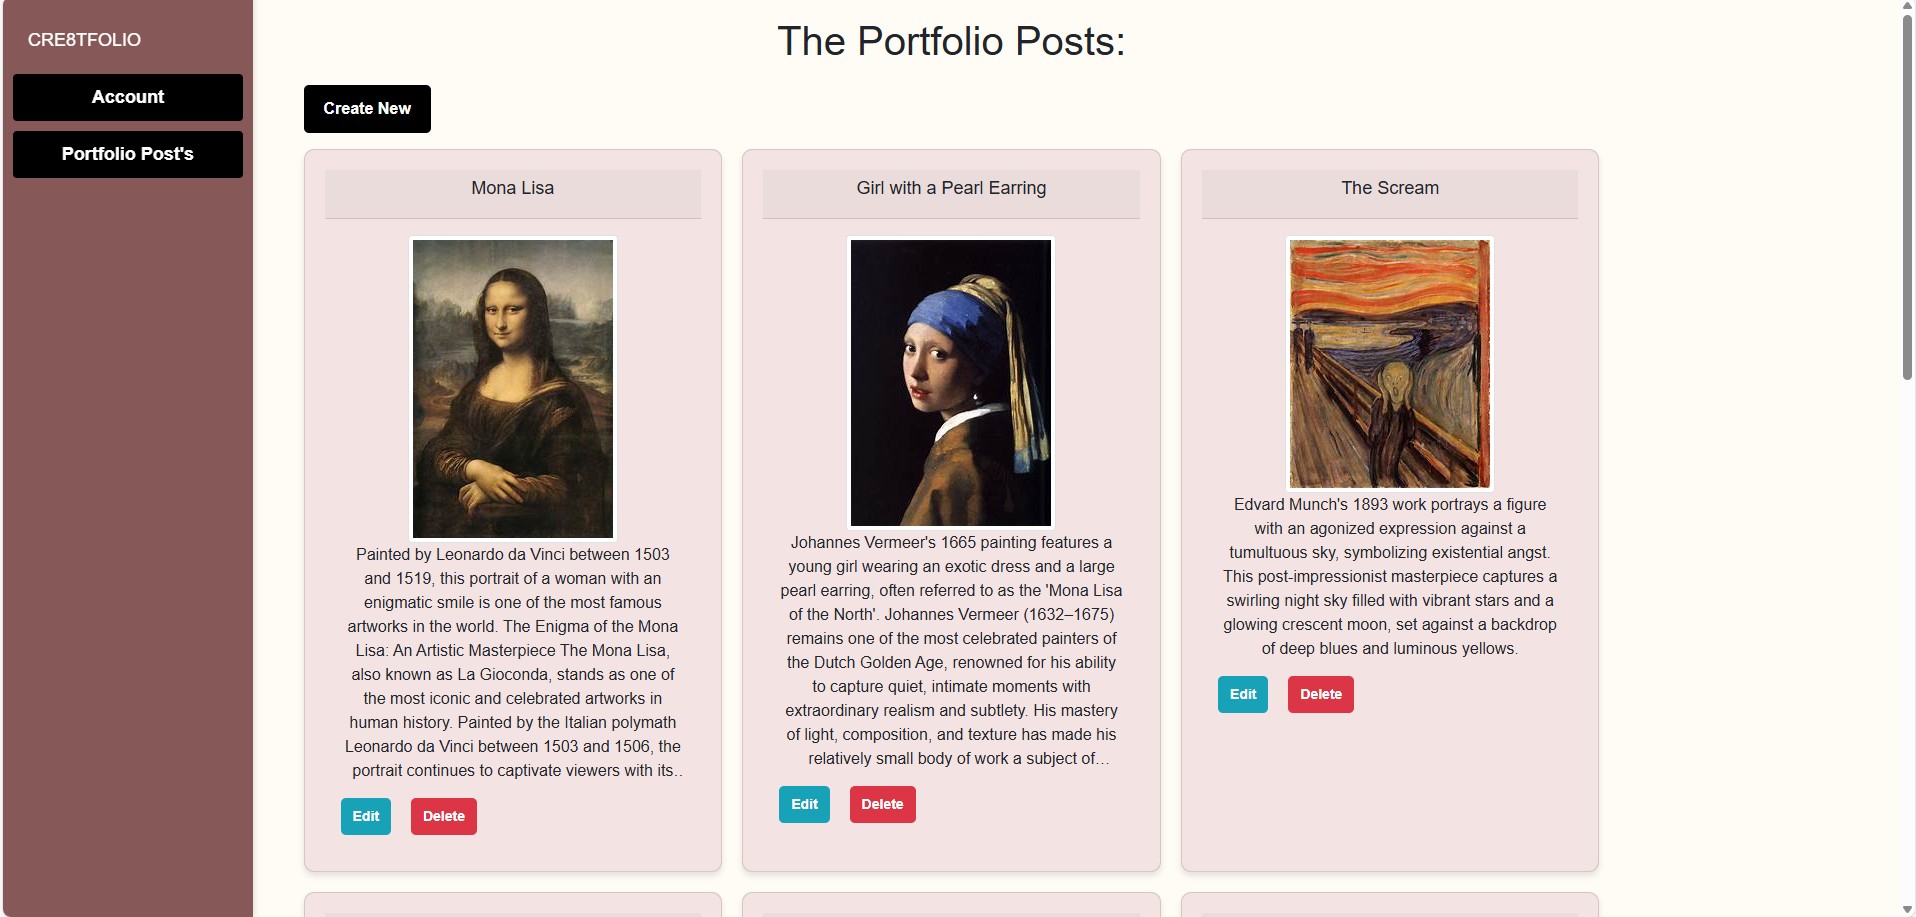 CRE8TFOLIO
Account
Portfolio Post's
The Portfolio Posts:
Create New
Mona Lisa
Painted by Leonardo da Vinci between 1503
and 1519, this portrait of a woman with an
enigmatic smile is one of the most famous
artworks in the world. The Enigma of the Mona
Lisa: An Artistic Masterpiece The Mona Lisa,
also known as La Gioconda, stands as one of
the most iconic and celebrated artworks in
human history. Painted by the Italian polymath
Leonardo da Vinci between 1503 and 1506, the
portrait continues to captivate viewers with its..
Edit
Delete
Girl with a Pearl Earring
Johannes Vermeer's 1665 painting features a
young girl wearing an exotic dress and a large
pearl earring, often referred to as the 'Mona Lisa
of the North'. Johannes Vermeer (1632–1675)
remains one of the most celebrated painters of
the Dutch Golden Age, renowned for his ability
to capture quiet, intimate moments with
extraordinary realism and subtlety. His mastery
of light, composition, and texture has made his
relatively small body of work a subject of...
Edit
Delete
The Scream
Edvard Munch's 1893 work portrays a figure
with an agonized expression against a
tumultuous sky, symbolizing existential angst.
This post-impressionist masterpiece captures a
swirling night sky filled with vibrant stars and a
glowing crescent moon, set against a backdrop
of deep blues and luminous yellows.
Edit
Delete